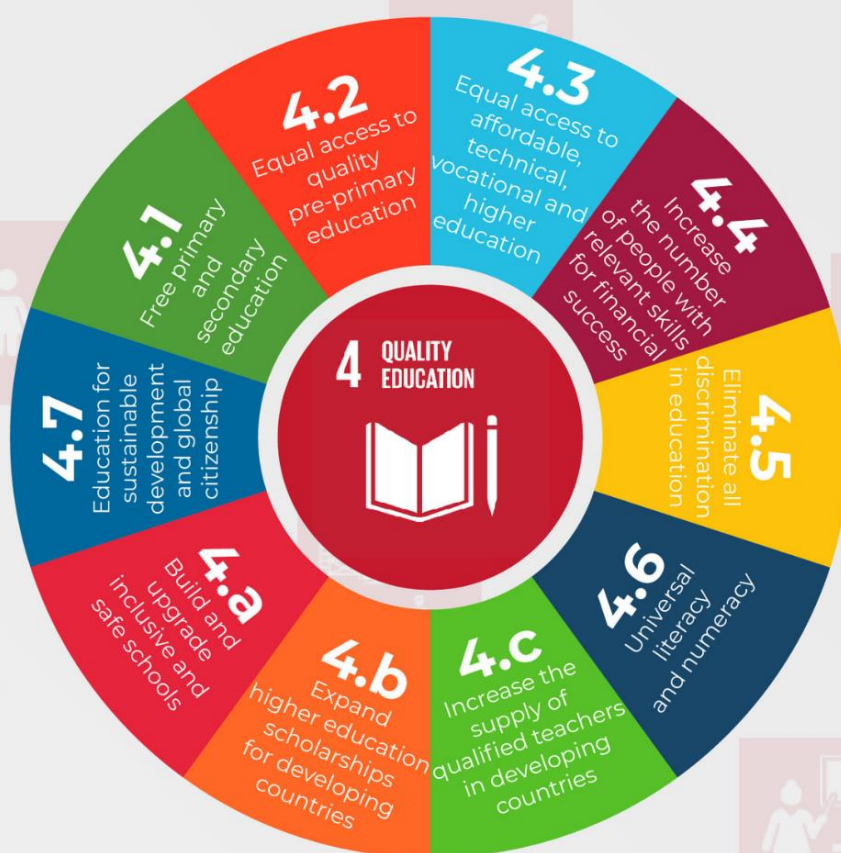 4.1
Free primary
and
secondary
education
4.2
Equal access to
quality
pre-primary
education
4.3
Equal access to
affordable,
technical,
vocational and
higher
education
4.4
Increase
the number
of people with
relevant skills
for financial
success
4.5
Eliminate all
discrimination
in education
4.6
Universal
literacy
and numeracy
4.c
Increase the
supply of
qualified teachers
in developing
countries
4.b
Expand
higher education
scholarships
for developing
countries
4.a
Build and
upgrade
inclusive and
safe schools
4.7
Education for
sustainable
development
and global
citizenship
4 QUALITY
EDUCATION